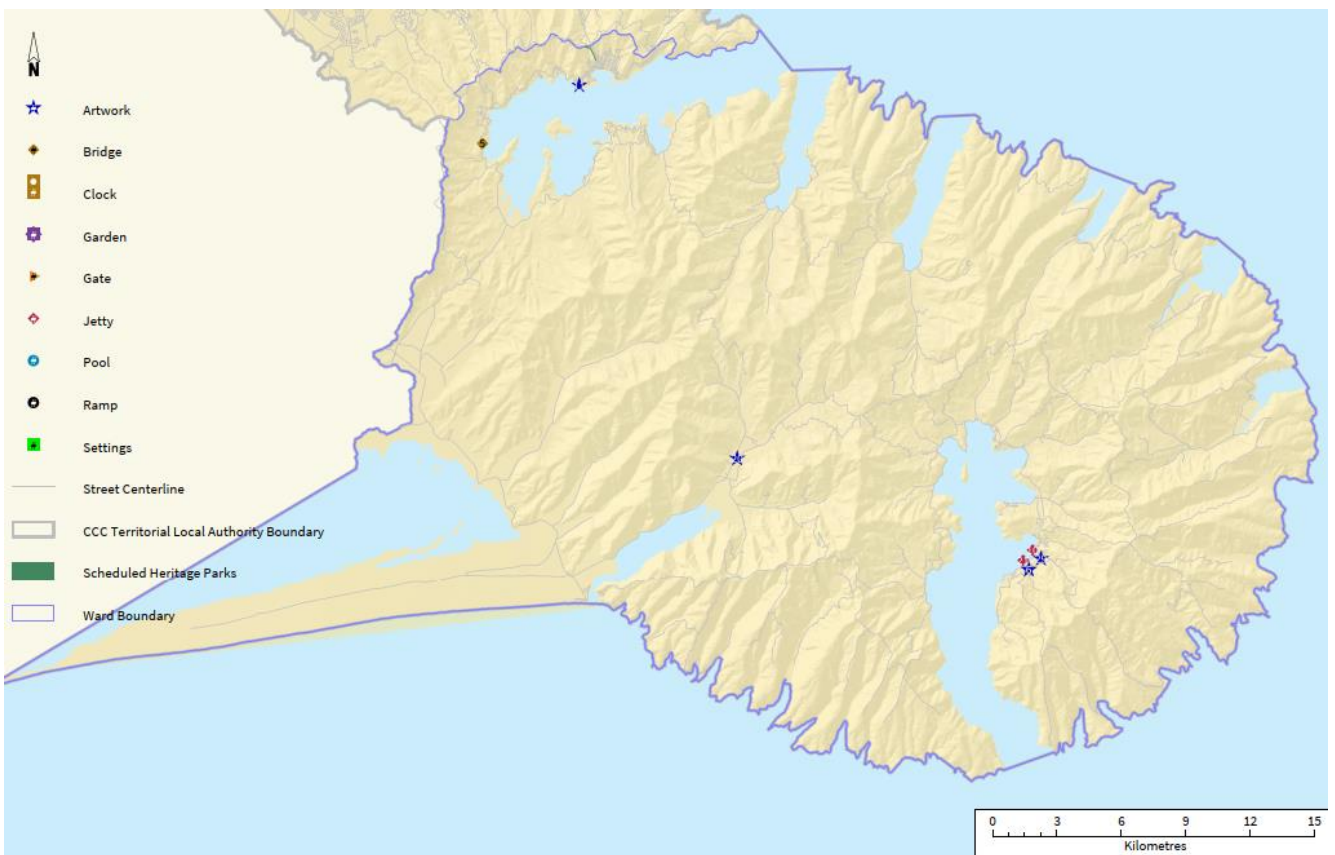 N
Artwork
Bridge
Clock
Garden
Gate
Jetty
Pool
Ramp
Settings
Street Centerline
CCC Territorial Local Authority Boundary
Scheduled Heritage Parks
Ward Boundary
0 3 6 9 12 15
Kilometres